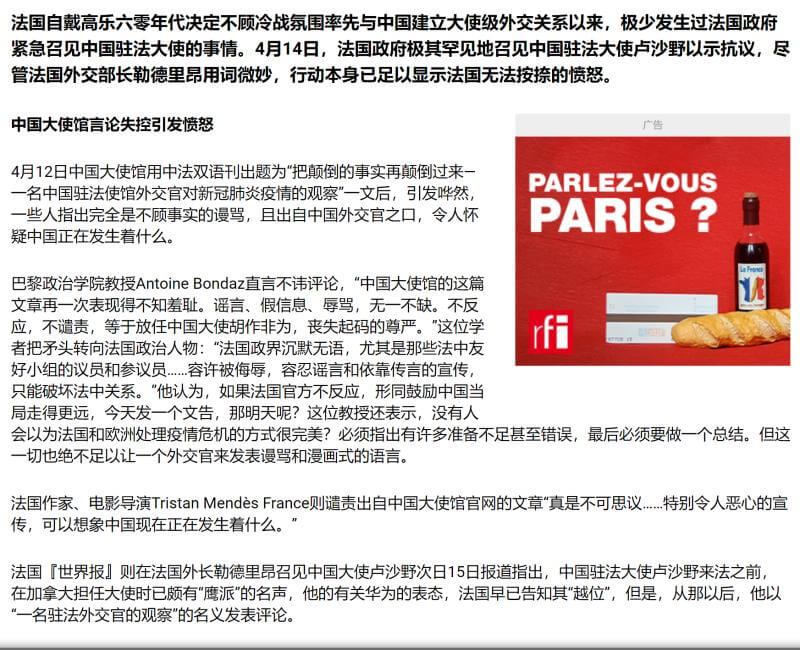 法国自戴高乐六零年代决定不顾冷战氛围率先与中国建立大使级外交关系以来，极少发生过法国政府
紧急召见中国驻法大使的事情。4月14日，法国政府极其罕见地召见中国驻法大使卢沙野以示抗议，尽
管法国外交部长勒德里昂用词微妙，行动本身已足以显示法国无法按捺的愤怒。
中国大使馆言论失控引发愤怒
4月12日中国大使馆用中法双语刊出题为“把颠倒的事实再颠倒过来—
一名中国驻法使馆外交官对新冠肺炎疫情的观察”一文后，引发哗然，
一些人指出完全是不顾事实的谩骂，且出自中国外交官之口，令人怀
疑中国正在发生着什么。
巴黎政治学院教授Antoine Bondaz直言不讳评论，“中国大使馆的这篇
文章再一次表现得不知羞耻。谣言、假信息、辱骂，无一不缺。不反
应，不谴责，等于放任中国大使胡作非为，丧失起码的尊严。”这位学
者把矛头转向法国政治人物：“法国政界沉默无语，尤其是那些法中友
好小组的议员和参议员……容许被侮辱，容忍谣言和依靠传言的宣传，
只能破坏法中关系。”他认为，如果法国官方不反应，形同鼓励中国当
局走得更远，今天发一个文告，那明天呢？这位教授还表示，没有人
会以为法国和欧洲处理疫情危机的方式很完美？必须指出有许多准备不足甚至错误，最后必须要做一个总结。但这
一切也绝不足以让一个外交官来发表谩骂和漫画式的语言。
法国作家、电影导演Tristan Mendès France则谴责出自中国大使馆官网的文章“真是不可思议……特别令人恶心的宣
传，可以想象中国现在正在发生着什么。”
法国『世界报』则在法国外长勒德里昂召见中国大使卢沙野次日15日报道指出，中国驻法大使卢沙野来法之前，
在加拿大担任大使时已颇有“鹰派”的名声，他的有关华为的表态，法国早已告知其“越位”，但是，从那以后，他以
“一名驻法外交官的观察”的名义发表评论。
广告
PARLEZ-VOUS
PARIS ?
La France
rfi